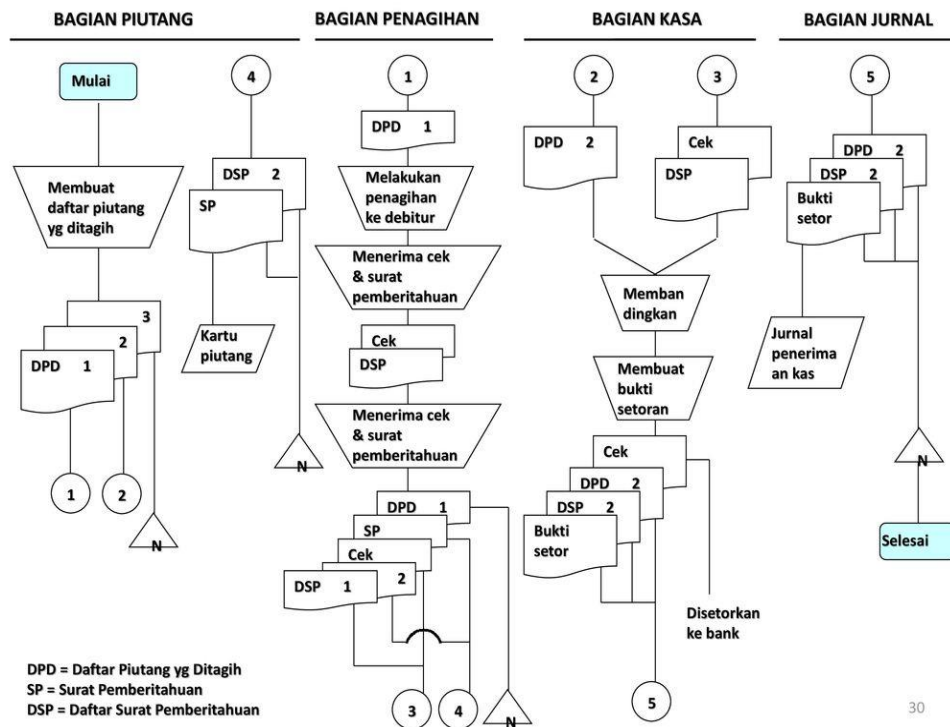 BAGIAN PIUTANG
BAGIAN PENAGIHAN
BAGIAN KASA
BAGIAN JURNAL
Mulai
Membuat
daftar piutang
yg ditagih
3
2
DPD 1
1
2
N
4
DSP 2
SP
Kartu
piutang
N
1
DPD 1
Melakukan
penagihan
ke debitur
Menerima cek
& surat
pemberitahuan
Cek
DSP
Menerima cek
& surat
pemberitahuan
DPD 1
SP
Cek
2
DSP 1
3
4
N
2
DPD 2
3
Cek
DSP
Memban
dingkan
Membuat
bukti
setoran
Cek
DPD 2
DSP 2
Bukti
setor
Disetorkan
ke bank
5
5
DPD 2
DSP 2
Bukti
setor
Jurnal
penerima
an kas
N
Selesai
DPD = Daftar Piutang yg Ditagih
SP = Surat Pemberitahuan
DSP = Daftar Surat Pemberitahuan
30